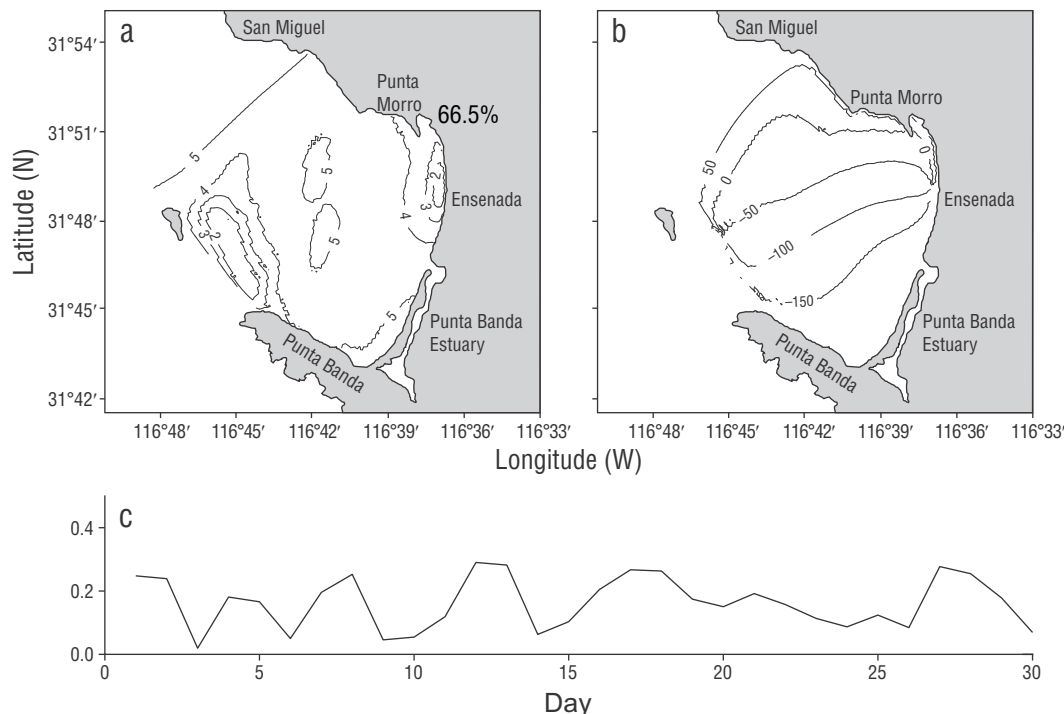 a
San Miguel
31°54′
Punta
Morro
66.5%
31°51′
5
4
5
2
3
Ensenada
4
31°48′
3
2
5
31°45′
5
Punta Banda
Estuary
Punta Banda
31°42′
116°48′ 116°45′ 116°42′ 116°39′ 116°36′ 116°33′
Latitude (N)
b
San Miguel
Punta Morro
50
0
0
Ensenada
–50
–100
–150
Punta Banda
Estuary
Punta Banda
116°48′ 116°45′ 116°42′ 116°39′ 116°36′ 116°33′
Longitude (W)
c
0.4
0.2
0.0
0 5 10 15 20 25 30
Day